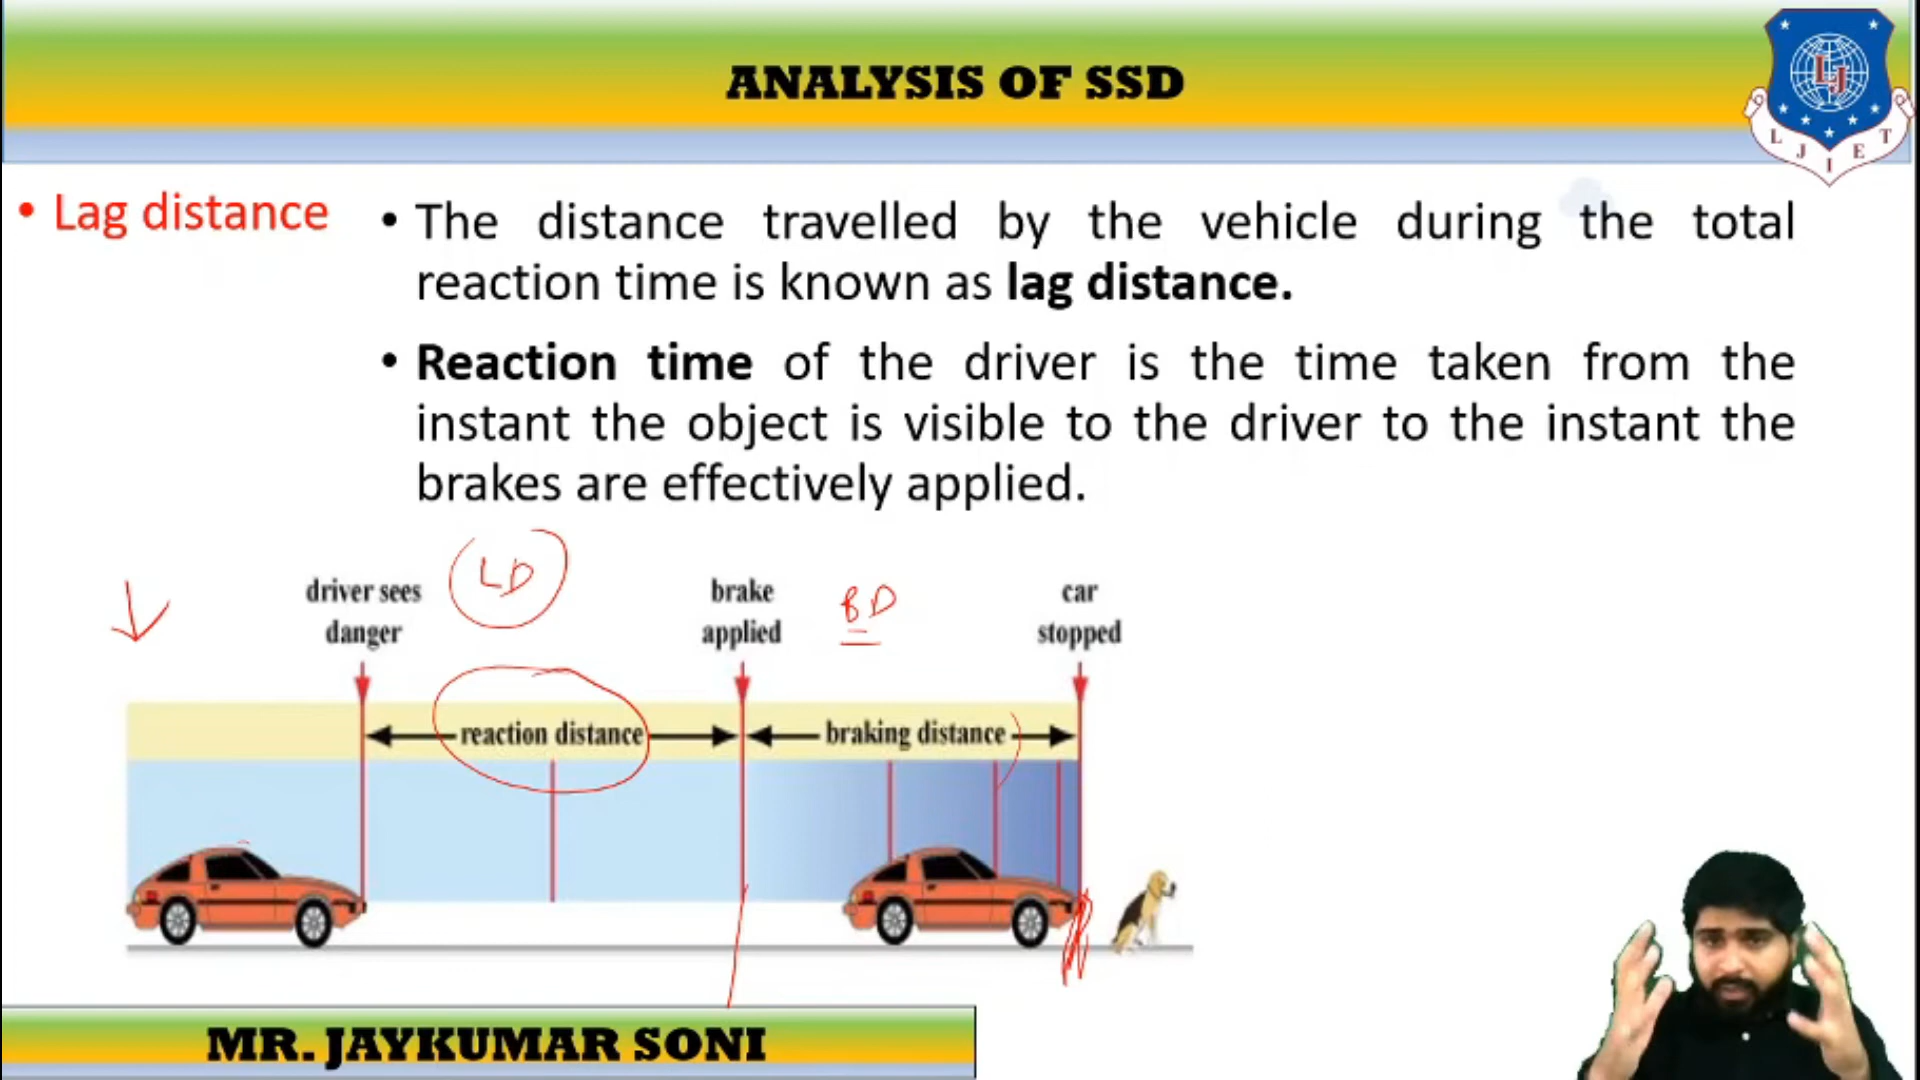 ANALYSIS OF SSD
L J I E T
LJ
• Lag distance
• The distance travelled by the vehicle during the total
reaction time is known as lag distance.
• Reaction time of the driver is the time taken from the
instant the object is visible to the driver to the instant the
brakes are effectively applied.
LD
BD
driver sees
danger
brake
applied
car
stopped
reaction distance
braking distance
MR. JAYKUMAR SONI